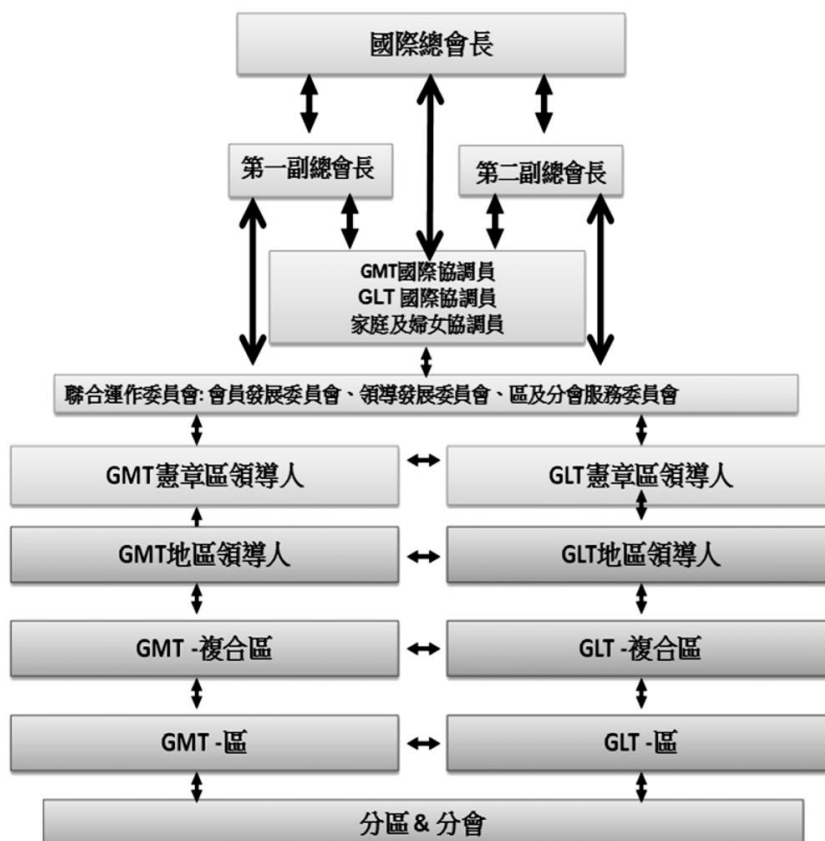 國際總會長
第一副總會長
第二副總會長
GMT國際協調員
GLT 國際協調員
家庭及婦女協調員
聯合運作委員會: 會員發展委員會、領導發展委員會、區及分會服務委員會
GMT憲章區領導人
GLT憲章區領導人
GMT地區領導人
GLT地區領導人
GMT -複合區
GLT -複合區
GMT -區
GLT -區
分區 & 分會